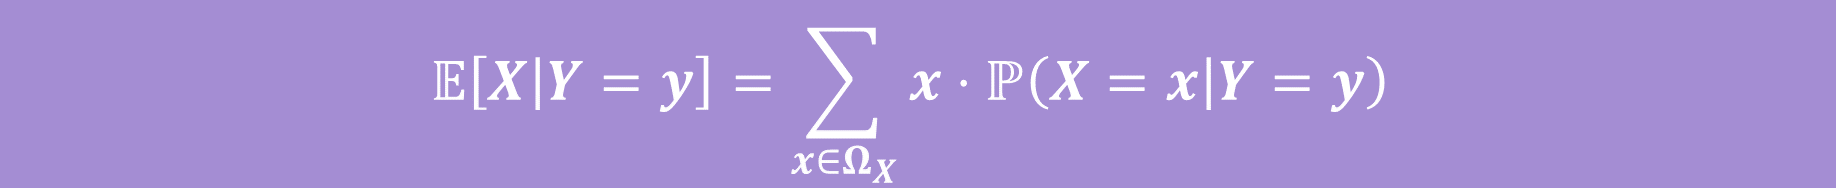 𝔼[X|Y = y] = ∑_{x∈Ω_X} x · ℙ(X = x|Y = y)